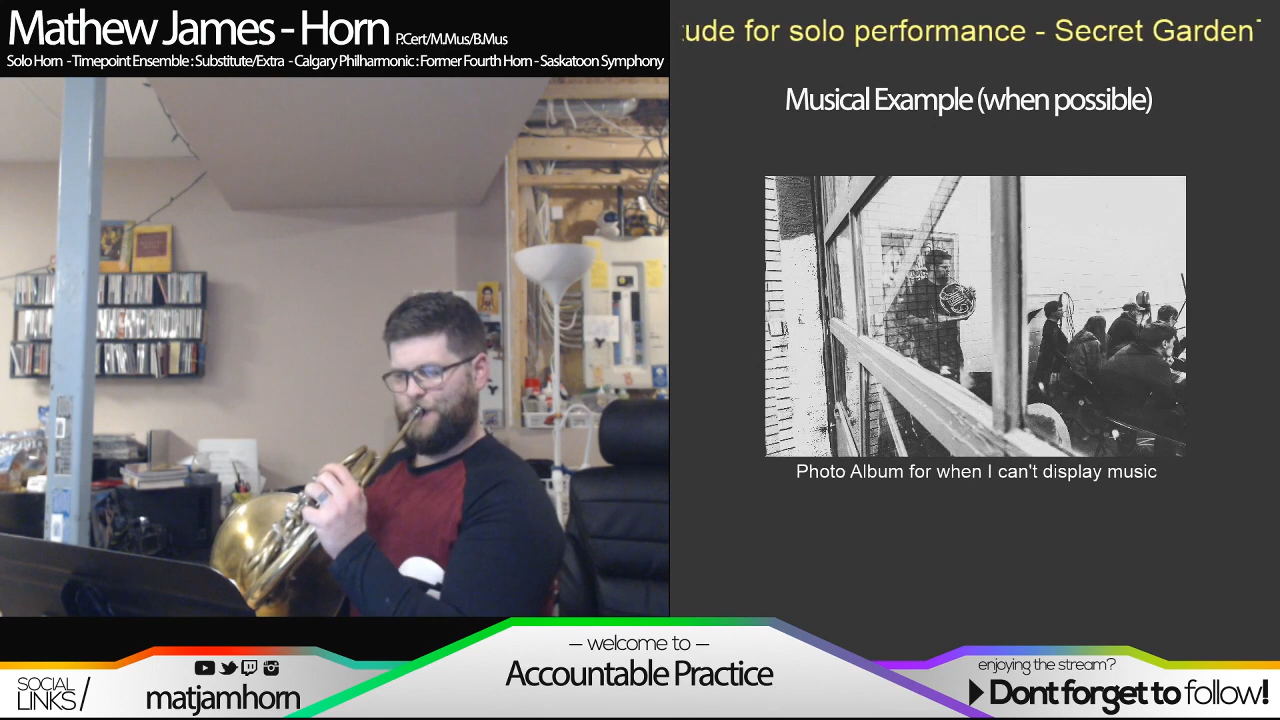 Mathew James - Horn P.Cert/M.Mus/B.Mus
Solo Horn - Timepoint Ensemble : Substitute/Extra - Calgary Philharmonic : Former Fourth Horn - Saskatoon Symphony
tude for solo performance - Secret Garden
Musical Example (when possible)
Photo Album for when I can't display music
SOCIAL
LINKS
matjamhorn
– welcome to –
Accountable Practice
enjoying the stream?
Dont forget to follow!